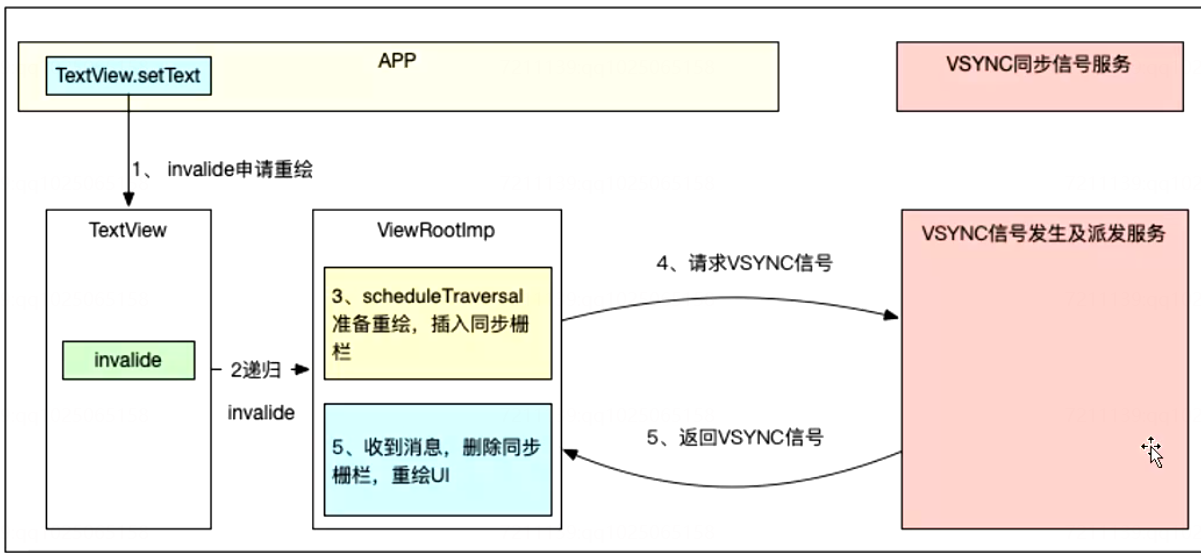 APP
TextView.setText
VSYNC同步信号服务
1、 invalide申请重绘
TextView
invalide
2递归
invalide
ViewRootImp
3、scheduleTraversal
准备重绘，插入同步栅
栏
5、收到消息，删除同步
栅栏，重绘UI
4、请求VSYNC信号
5、返回VSYNC信号
VSYNC信号发生及派发服务